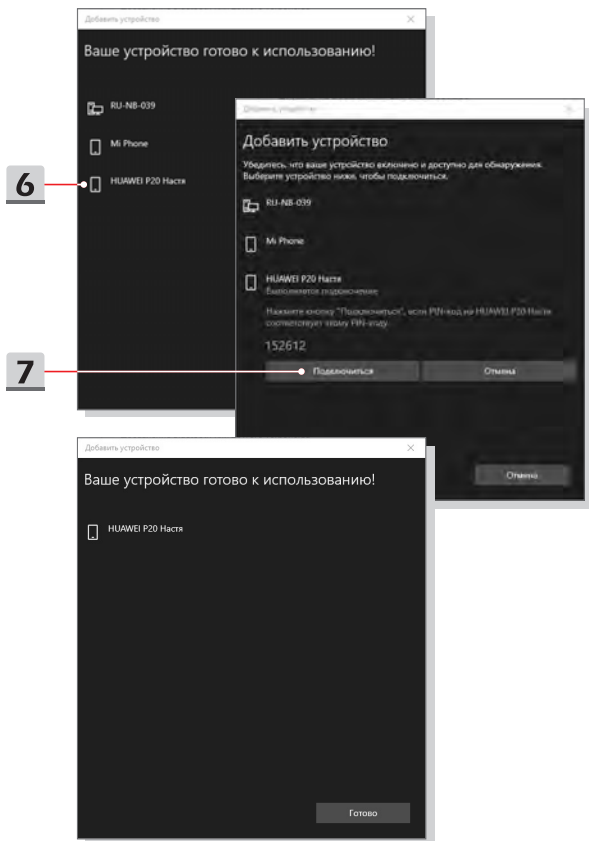 Добавить устройство
Ваше устройство готово к использованию!
RU-NB-039
Mi Phone
6
HUAWEI P20 Настя
Добавить устройство
Добавить устройство
Убедитесь, что ваше устройство включено и доступно для обнаружения.
Выберите устройство ниже, чтобы подключиться.
RU-NB-039
Mi Phone
HUAWEI P20 Настя
Выполняется подключение
Нажмите кнопку "Подключиться", если PIN-код на HUAWEI P20 Настя
соответствует этому PIN-коду.
152612
7
Подключиться
Отмена
Отмена
Добавить устройство
Ваше устройство готово к использованию!
HUAWEI P20 Настя
Готово